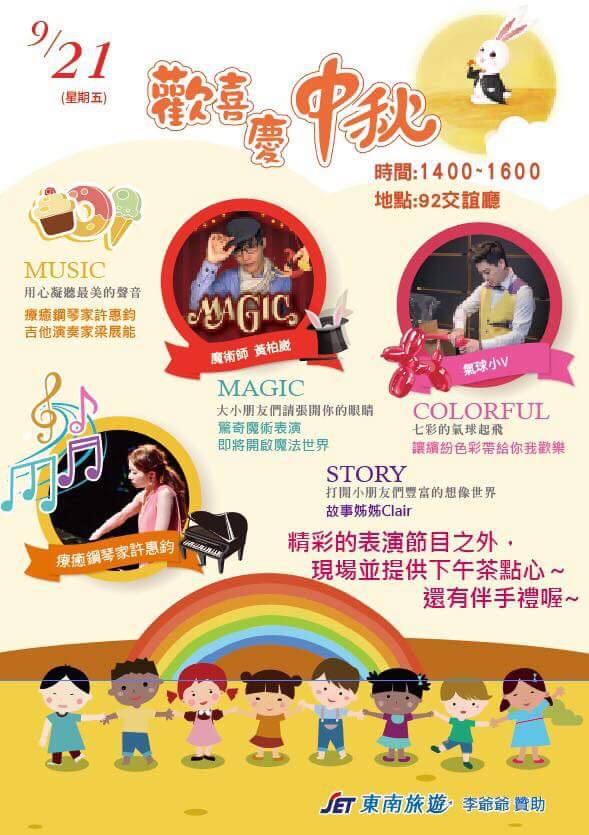 9/21
(星期五)
歡喜慶中秋
時間:1400~1600
地點:92交誼廳
MUSIC
用心凝聽最美的聲音
療癒鋼琴家許惠鈞
吉他演奏家梁展能
MAGIC
魔術師 黃柏崴
MAGIC
大小朋友們請張開你的眼睛
驚奇魔術表演
即將開啟魔法世界
氣球小V
COLORFUL
七彩的氣球起飛
讓繽紛色彩帶給你我歡樂
STORY
打開小朋友們豐富的想像世界
故事姊姊Clair
療癒鋼琴家許惠鈞
精彩的表演節目之外，
現場並提供下午茶點心~
還有伴手禮喔~
SET 東南旅遊 李爺爺 贊助